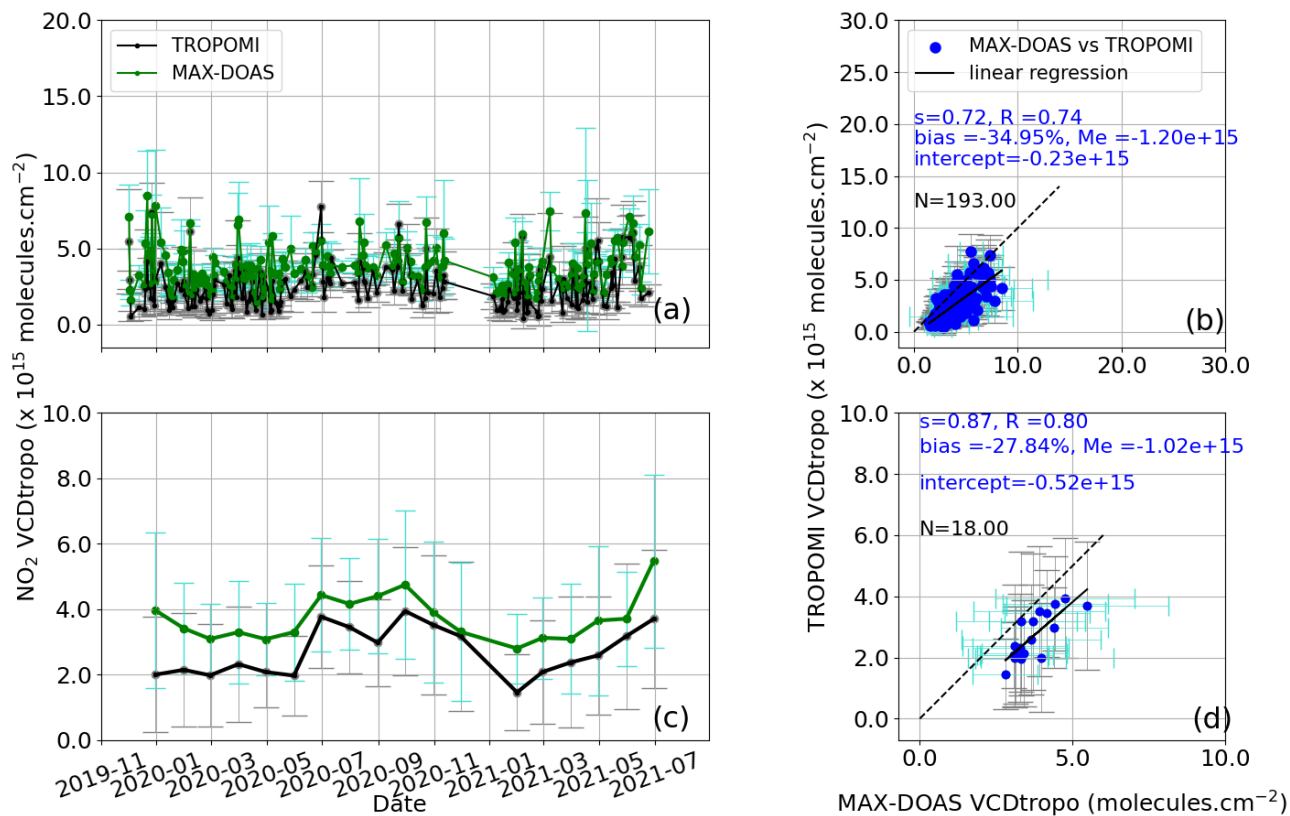 NO₂ VCDtropo (x 10¹⁵ molecules.cm⁻²)
20.0
15.0
10.0
5.0
0.0
TROPOMI
MAX-DOAS
(a)
TROPOMI VCDtropo (x 10¹⁵ molecules.cm⁻²)
30.0
25.0
20.0
15.0
10.0
5.0
0.0
MAX-DOAS vs TROPOMI
linear regression
s=0.72, R =0.74
bias =-34.95%, Me =-1.20e+15
intercept=-0.23e+15
N=193.00
(b)
0.0 10.0 20.0 30.0
10.0
8.0
6.0
4.0
2.0
0.0
(c)
2019-11 2020-01 2020-03 2020-05 2020-07 2020-09 2020-11 2021-01 2021-03 2021-05 2021-07
Date
10.0
8.0
6.0
4.0
2.0
0.0
s=0.87, R =0.80
bias =-27.84%, Me =-1.02e+15
intercept=-0.52e+15
N=18.00
(d)
0.0 5.0 10.0
MAX-DOAS VCDtropo (molecules.cm⁻²)